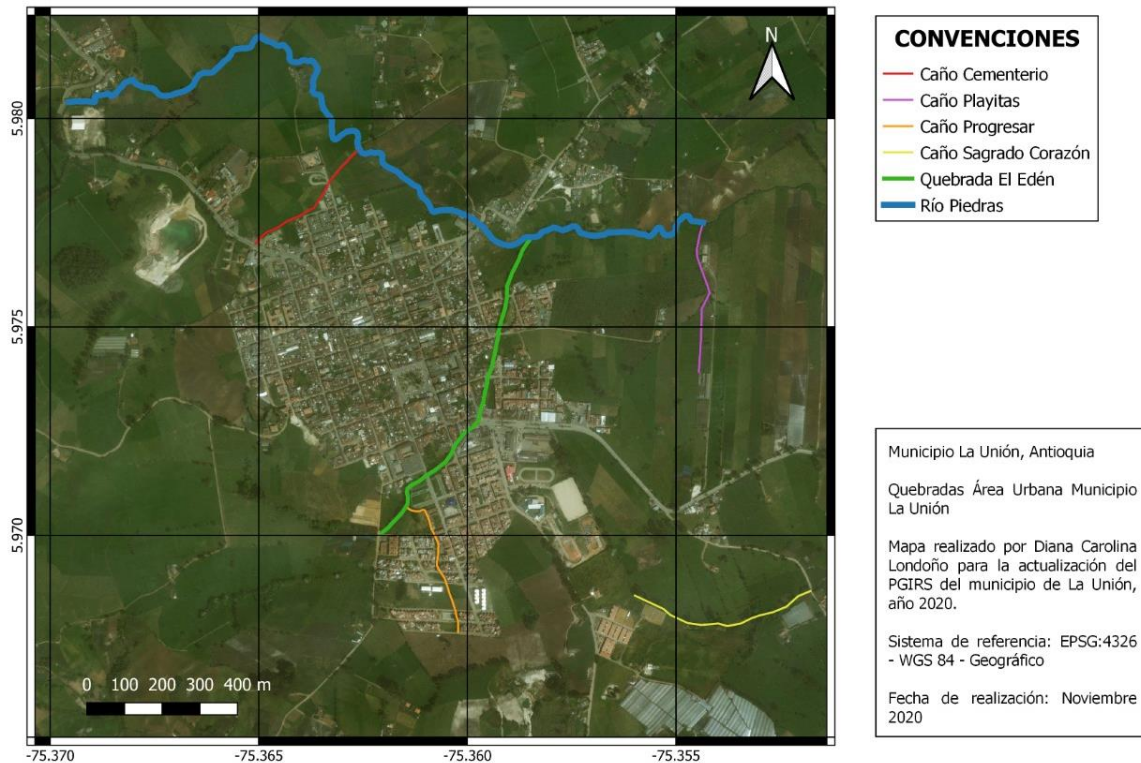 N
5.980
5.975
5.970
0 100 200 300 400 m
-75.370 -75.365 -75.360 -75.355
CONVENCIONES
Caño Cementerio
Caño Playitas
Caño Progresar
Caño Sagrado Corazón
Quebrada El Edén
Río Piedras
Municipio La Unión, Antioquia
Quebradas Área Urbana Municipio
La Unión
Mapa realizado por Diana Carolina
Londoño para la actualización del
PGIRS del municipio de La Unión,
año 2020.
Sistema de referencia: EPSG:4326
- WGS 84 - Geográfico
Fecha de realización: Noviembre
2020